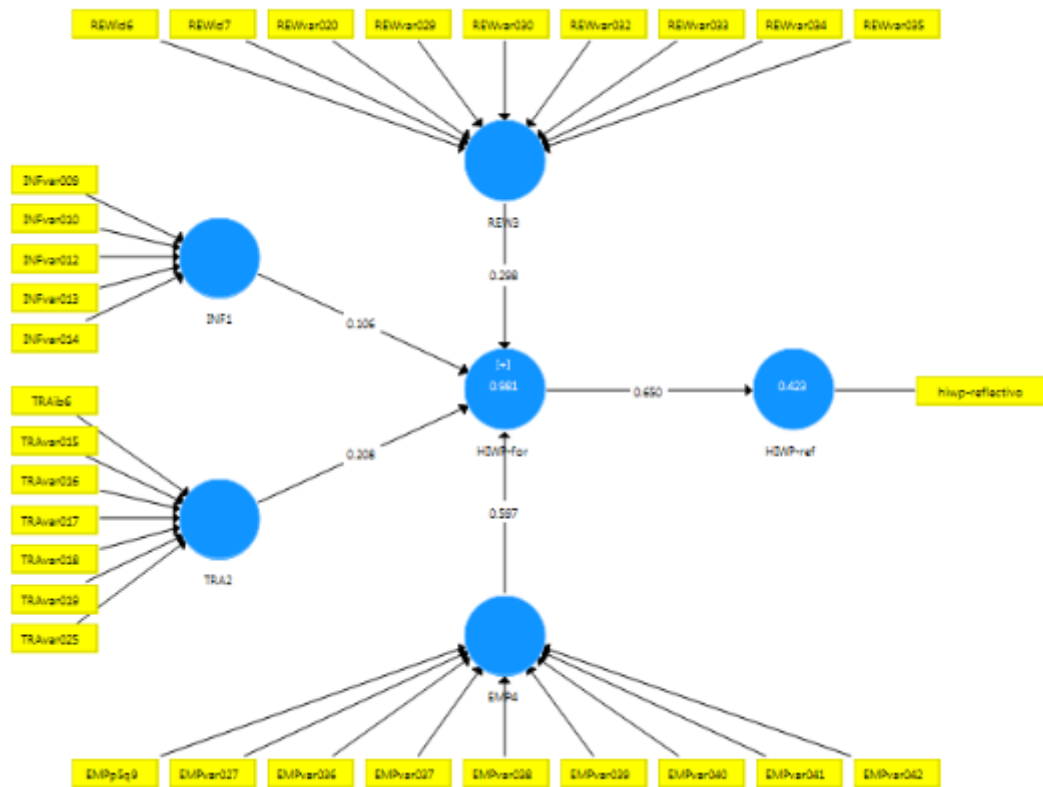 REWid6 REWid7 REWvar020 REWvar029 REWvar030 REWvar032 REWvar033 REWvar034 REWvar035
REW3
INFvar009
INFvar010
INFvar012
INFvar013
INFvar014
INF1
0.298
0.106
[+]
0.981
HIWP-for
0.650
0.423
HIWP-ref
hiwp-reflectivo
TRAib6
TRAvar015
TRAvar016
TRAvar017
TRAvar018
TRAvar019
TRAvar025
TRA2
0.208
0.597
EMP4
EMPp5q9 EMPvar027 EMPvar036 EMPvar037 EMPvar038 EMPvar039 EMPvar040 EMPvar041 EMPvar042